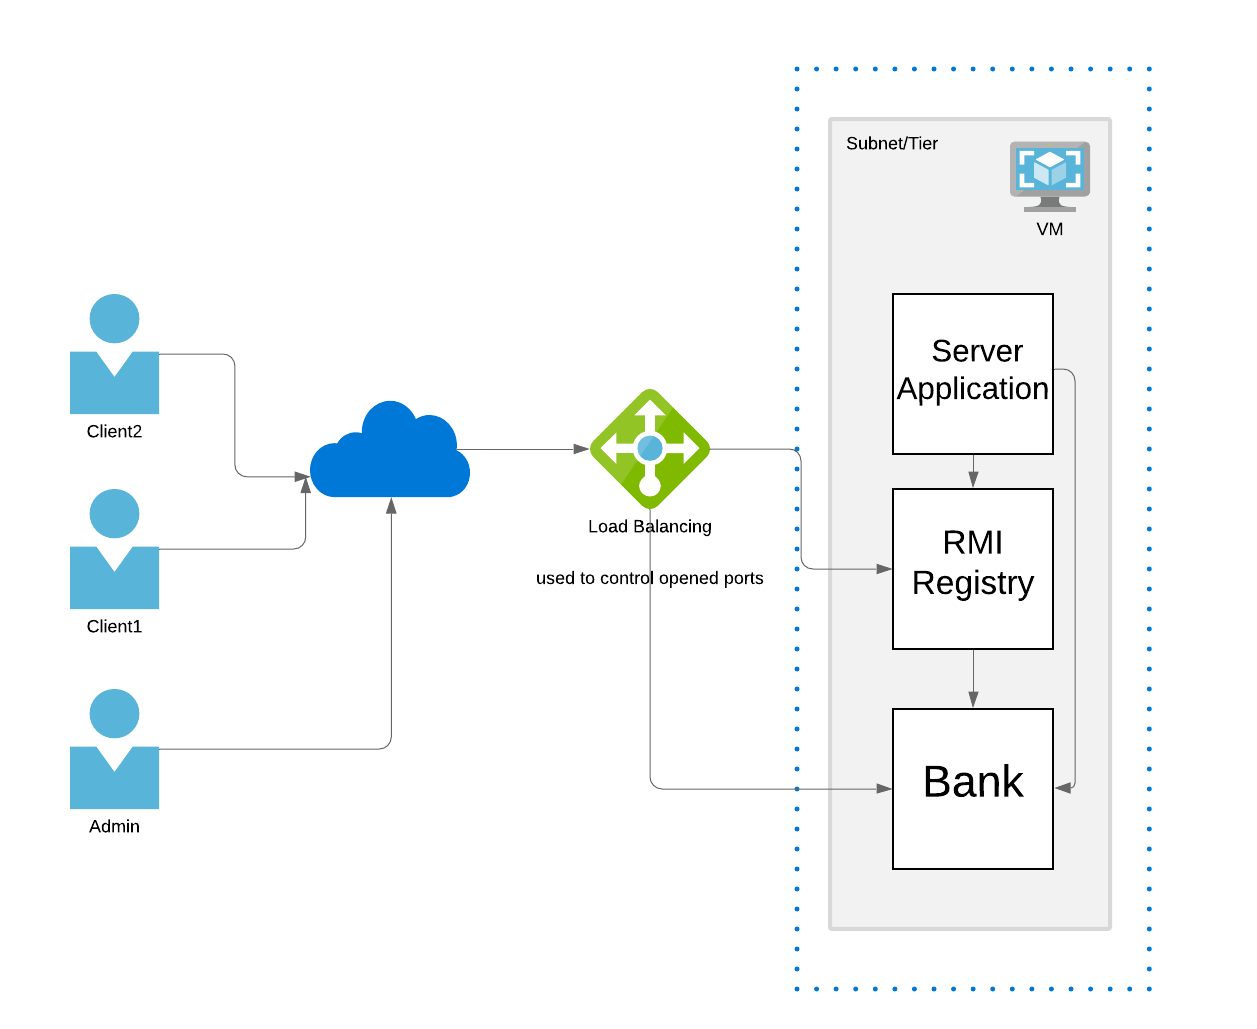 Subnet/Tier
VM
Server
Application
Client2
Load Balancing
RMI
Registry
used to control opened ports
Client1
Bank
Admin